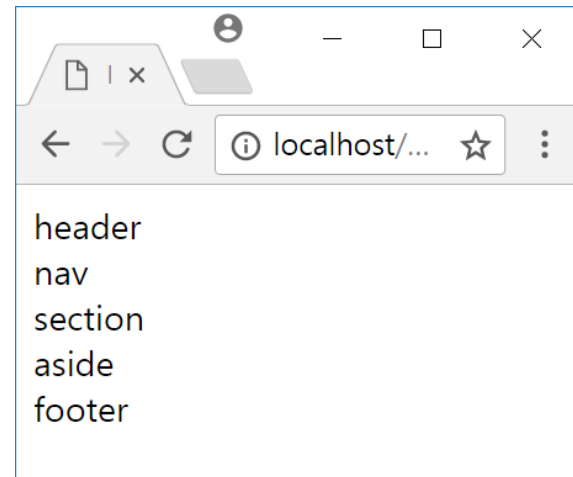 localhost/...
header
nav
section
aside
footer